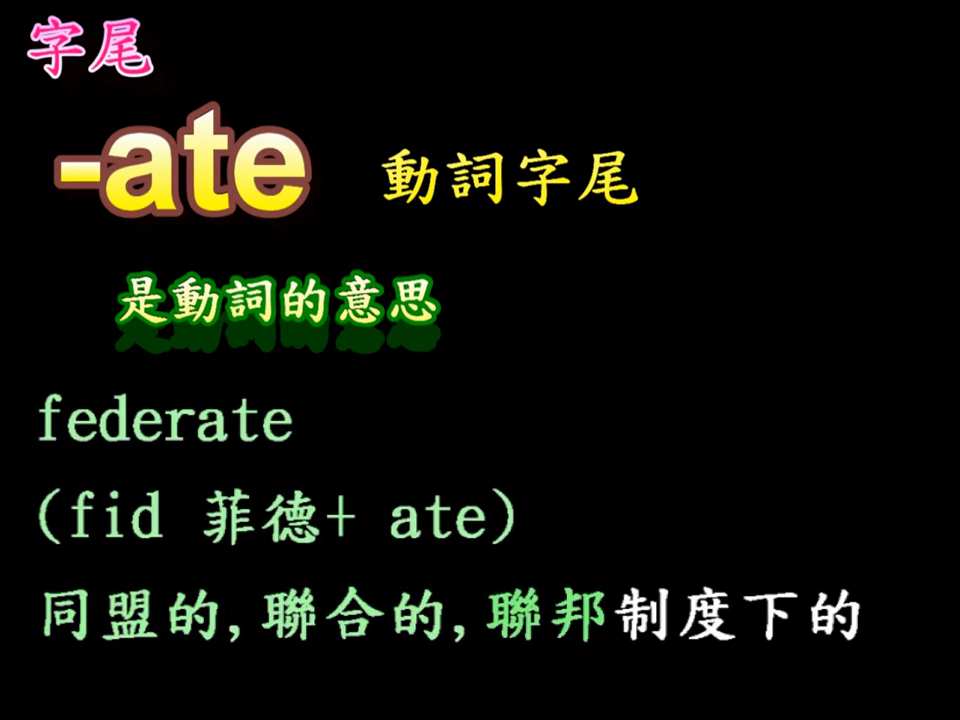 字尾
-ate 動詞字尾
是動詞的意思
federate
(fid 菲德+ ate)
同盟的,聯合的,聯邦制度下的